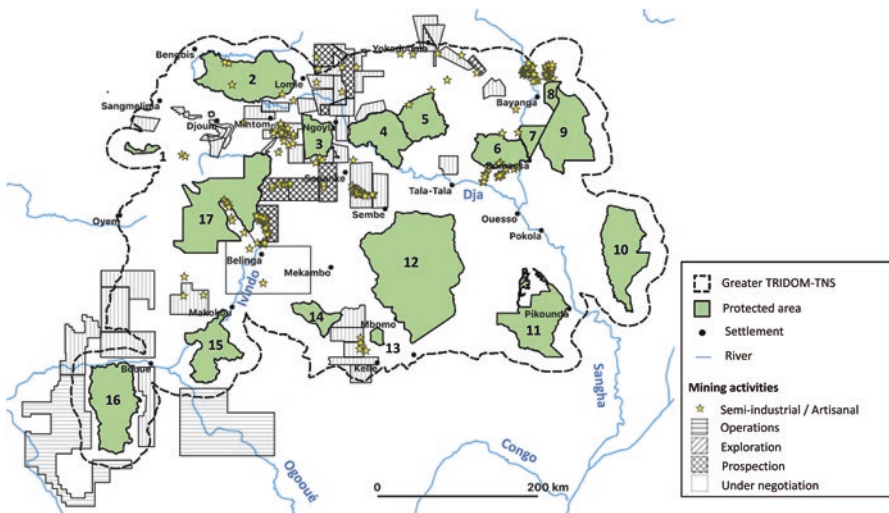 Yokadouma
Bengbis
2
Lomie
Sangmelima
Bayanga
8
Djoum
Mintom
Ngoyla
5
4
3
7
9
6
1
Bomassa
Souanke
Tala-Tala
Dja
17
Sembe
Ouesso
Oyem
Pokola
10
Belinga
12
Mekambo
Ivindo
Makokou
14
Mbomo
Pikounda
11
15
13
Booue
Kelle
Sangha
16
Congo
Ogooué
0 200 km
Greater TRIDOM-TNS
Protected area
Settlement
River
Mining activities
Semi-industrial / Artisanal
Operations
Exploration
Prospection
Under negotiation